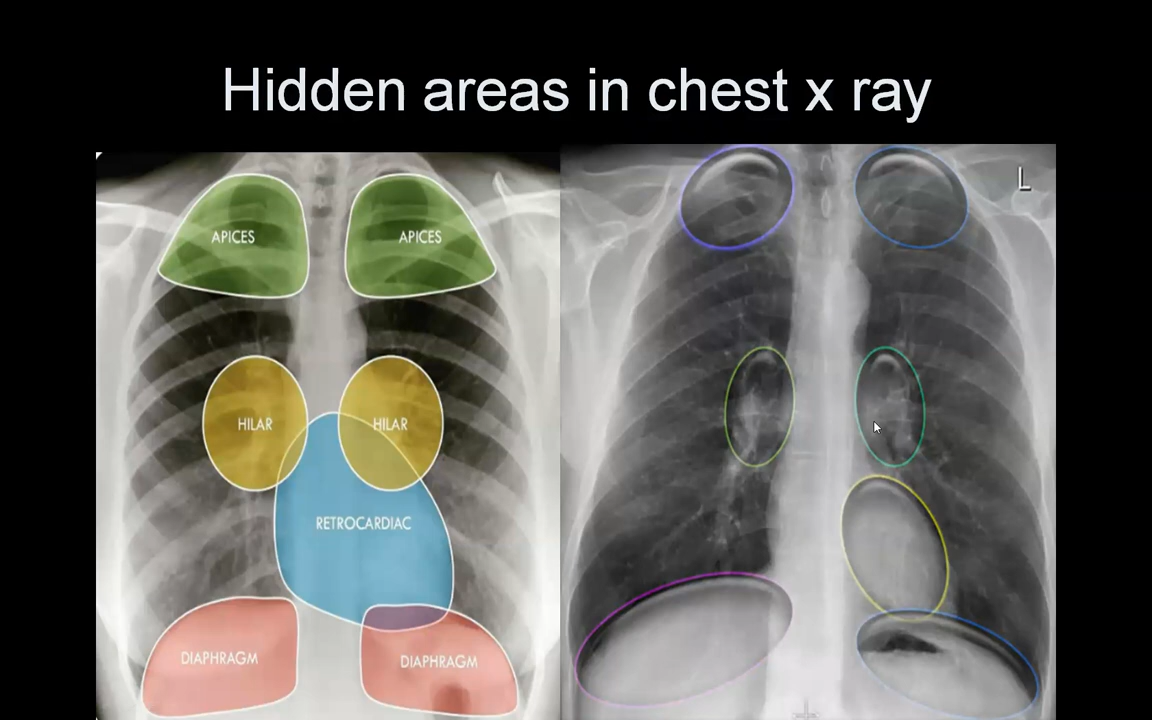 Hidden areas in chest x ray
APICES
APICES
L
HILAR
HILAR
RETROCARDIAC
DIAPHRAGM
DIAPHRAGM